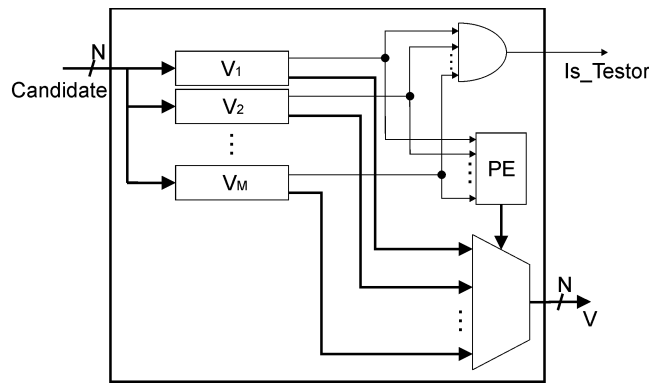 N
Candidate
V1
V2
VM
Is_Testor
PE
N
V